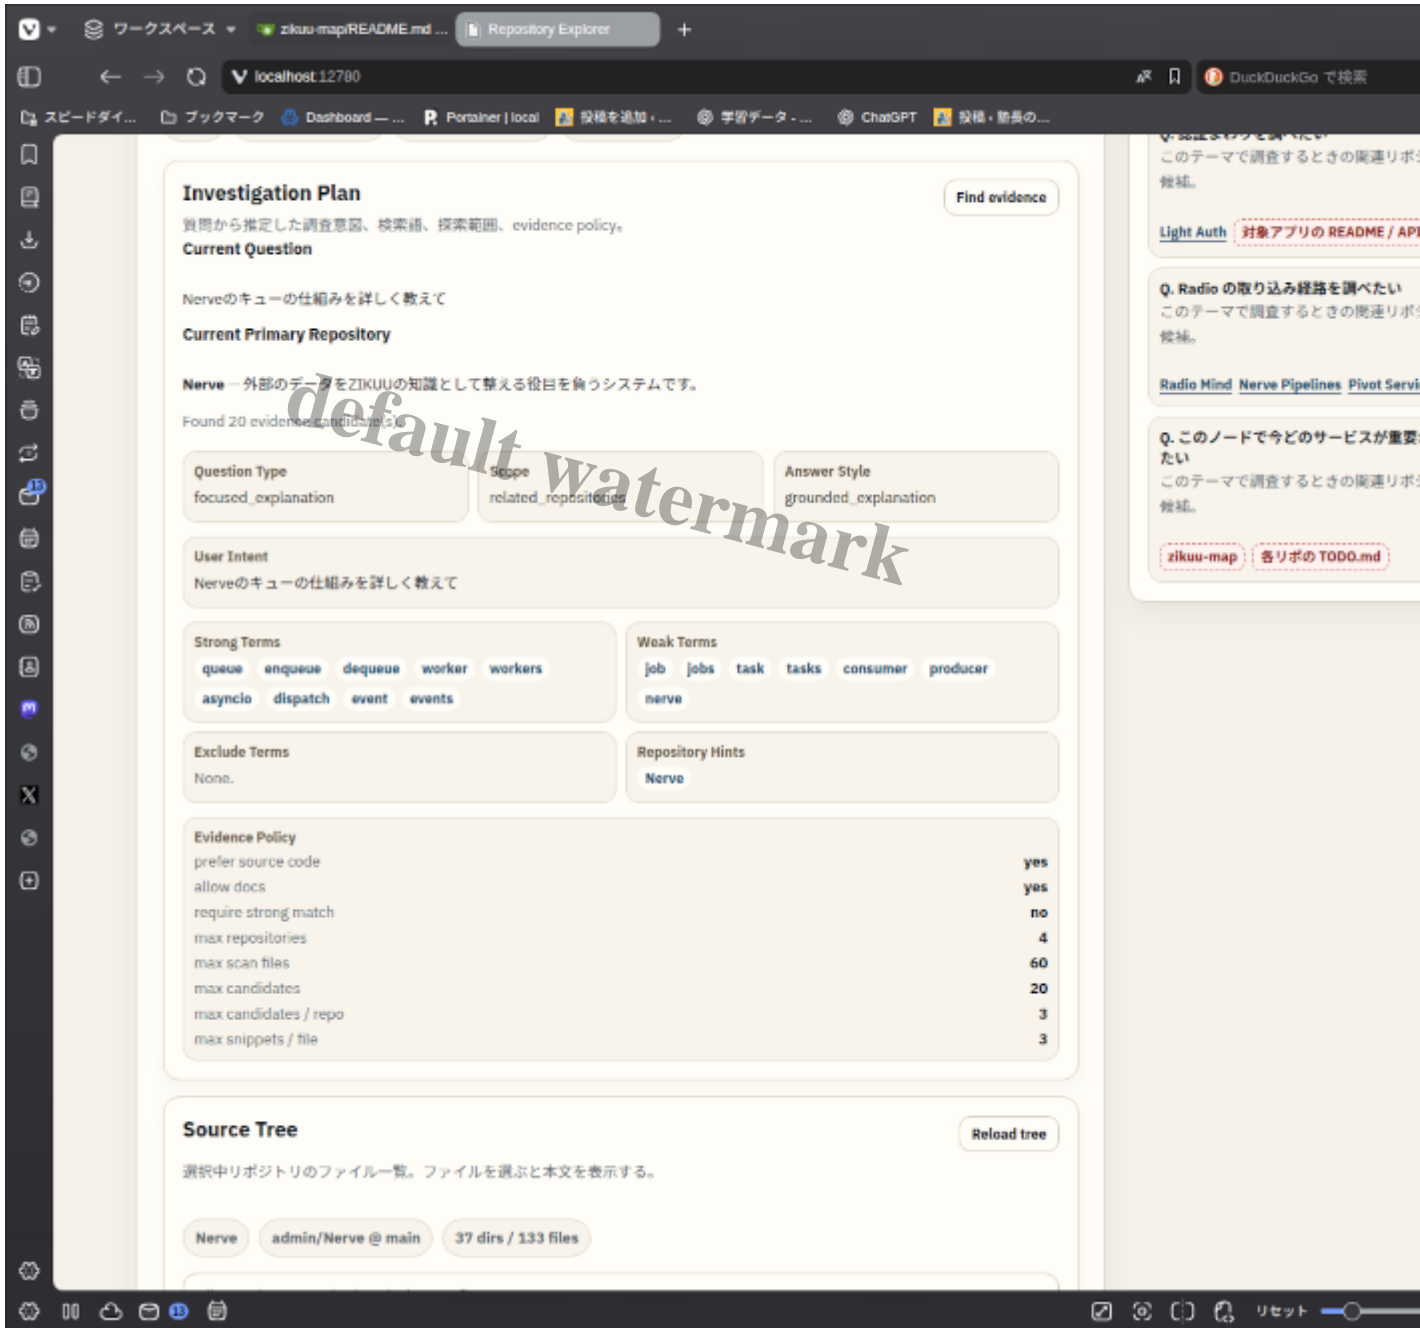 ワークスペース
zikuu-map/README.md ...
Repository Explorer
localhost:12780
DuckDuckGo で検索
スピードダイ...
ブックマーク
Dashboard — ...
Portainer | local
投稿を追加 ‹ ...
学習データ - ...
ChatGPT
投稿 ‹ 塾長の...
Investigation Plan
Find evidence
質問から推定した調査意図、検索語、探索範囲、evidence policy。
Current Question
Nerveのキューの仕組みを詳しく教えて
Current Primary Repository
Nerve — 外部のデータをZIKUUの知識として整える役目を負うシステムです。
Found 20 evidence candidate(s).
default watermark
Question Type
focused_explanation
Scope
related_repositories
Answer Style
grounded_explanation
User Intent
Nerveのキューの仕組みを詳しく教えて
Strong Terms
queue enqueue dequeue worker workers
asyncio dispatch event events
Weak Terms
job jobs task tasks consumer producer
nerve
Exclude Terms
None.
Repository Hints
Nerve
Evidence Policy
prefer source code yes
allow docs yes
require strong match no
max repositories 4
max scan files 60
max candidates 20
max candidates / repo 3
max snippets / file 3
Source Tree
Reload tree
選択中リポジトリのファイル一覧。ファイルを選ぶと本文を表示する。
Nerve
admin/Nerve @ main
37 dirs / 133 files
Q. 認証まわりを調べたい
このテーマで調査するときの関連リポジ
候補。
Light Auth 対象アプリの README / API
Q. Radio の取り込み経路を調べたい
このテーマで調査するときの関連リポジ
候補。
Radio Mind Nerve Pipelines Pivot Servi
Q. このノードで今どのサービスが重要
たい
このテーマで調査するときの関連リポジ
候補。
zikuu-map 各リポの TODO.md
13
13
リセット